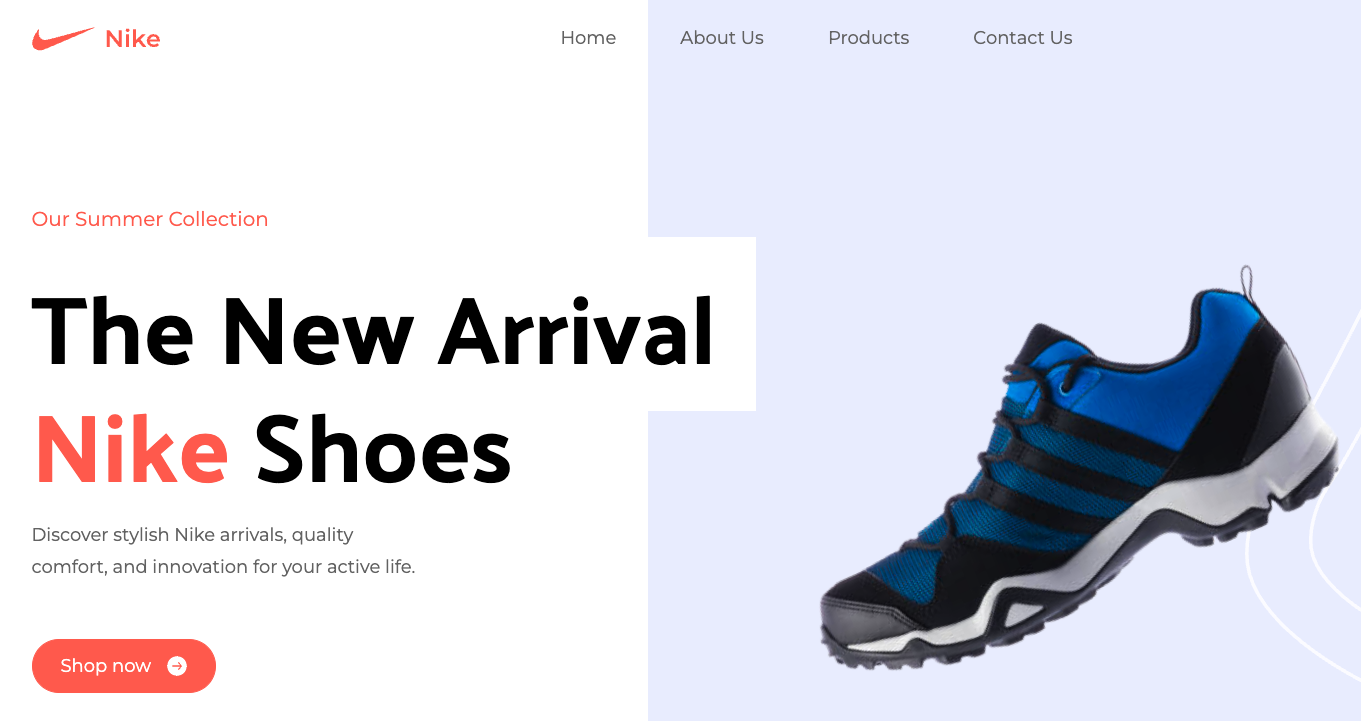 Nike
Home About Us Products Contact Us
Our Summer Collection
The New Arrival
Nike Shoes
Discover stylish Nike arrivals, quality
comfort, and innovation for your active life.
Shop now